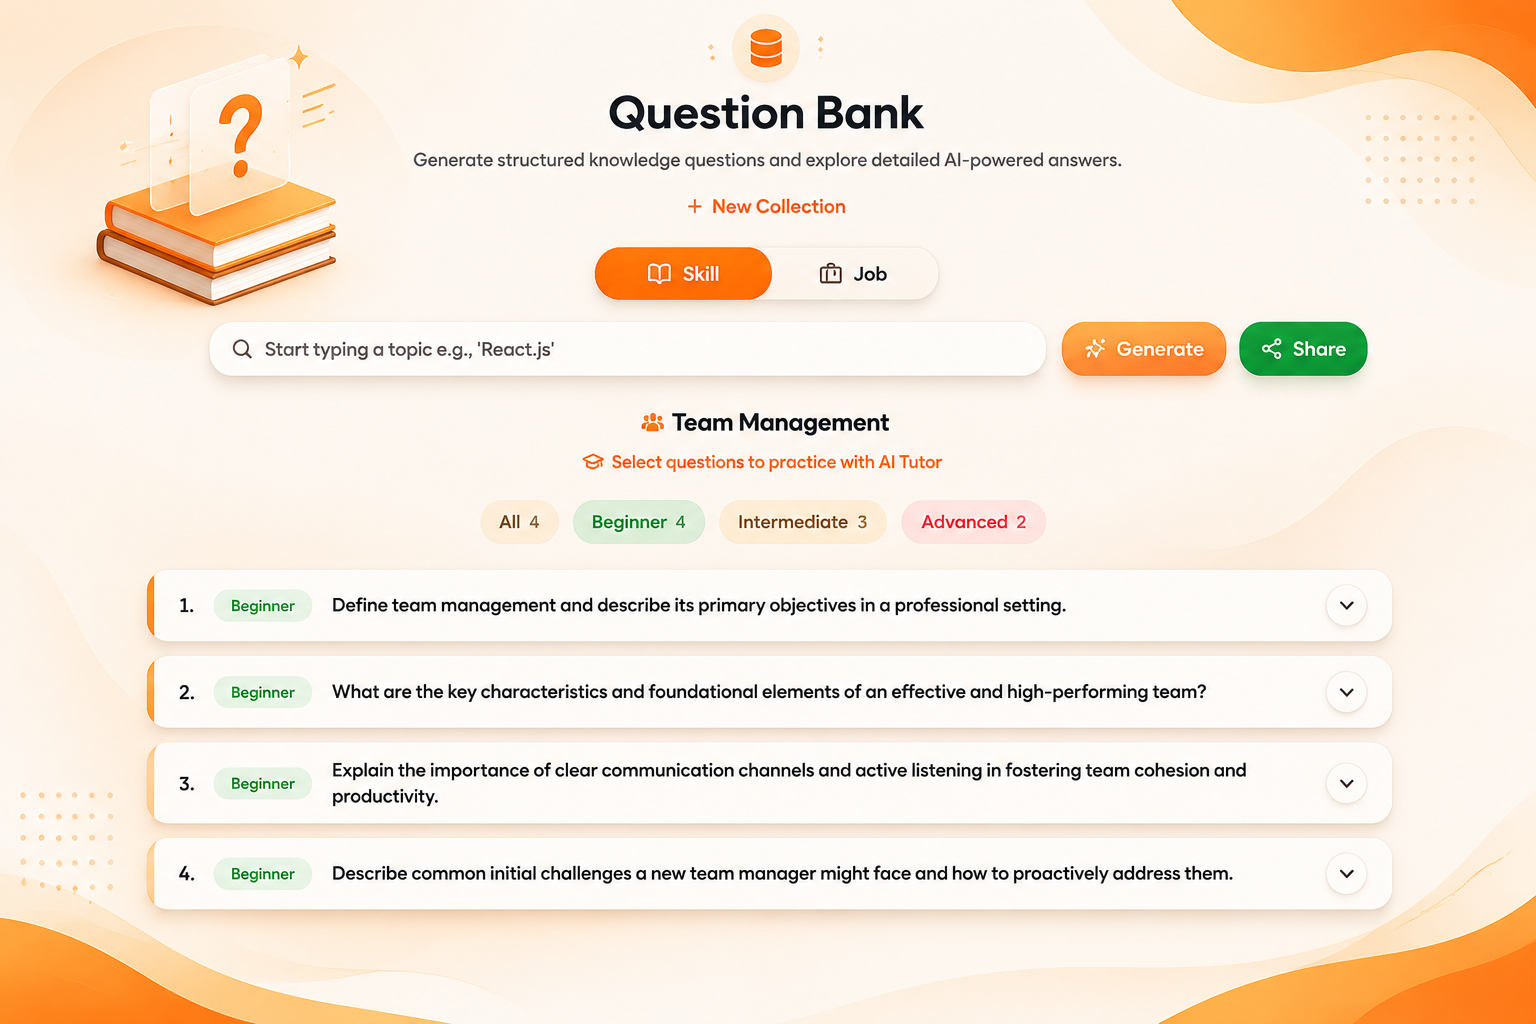 ?
Question Bank
Generate structured knowledge questions and explore detailed AI-powered answers.
+ New Collection
Skill
Job
Start typing a topic e.g., 'React.js'
Generate
Share
Team Management
Select questions to practice with AI Tutor
All 4
Beginner 4
Intermediate 3
Advanced 2
1. Beginner Define team management and describe its primary objectives in a professional setting.
2. Beginner What are the key characteristics and foundational elements of an effective and high-performing team?
3. Beginner Explain the importance of clear communication channels and active listening in fostering team cohesion and
productivity.
4. Beginner Describe common initial challenges a new team manager might face and how to proactively address them.